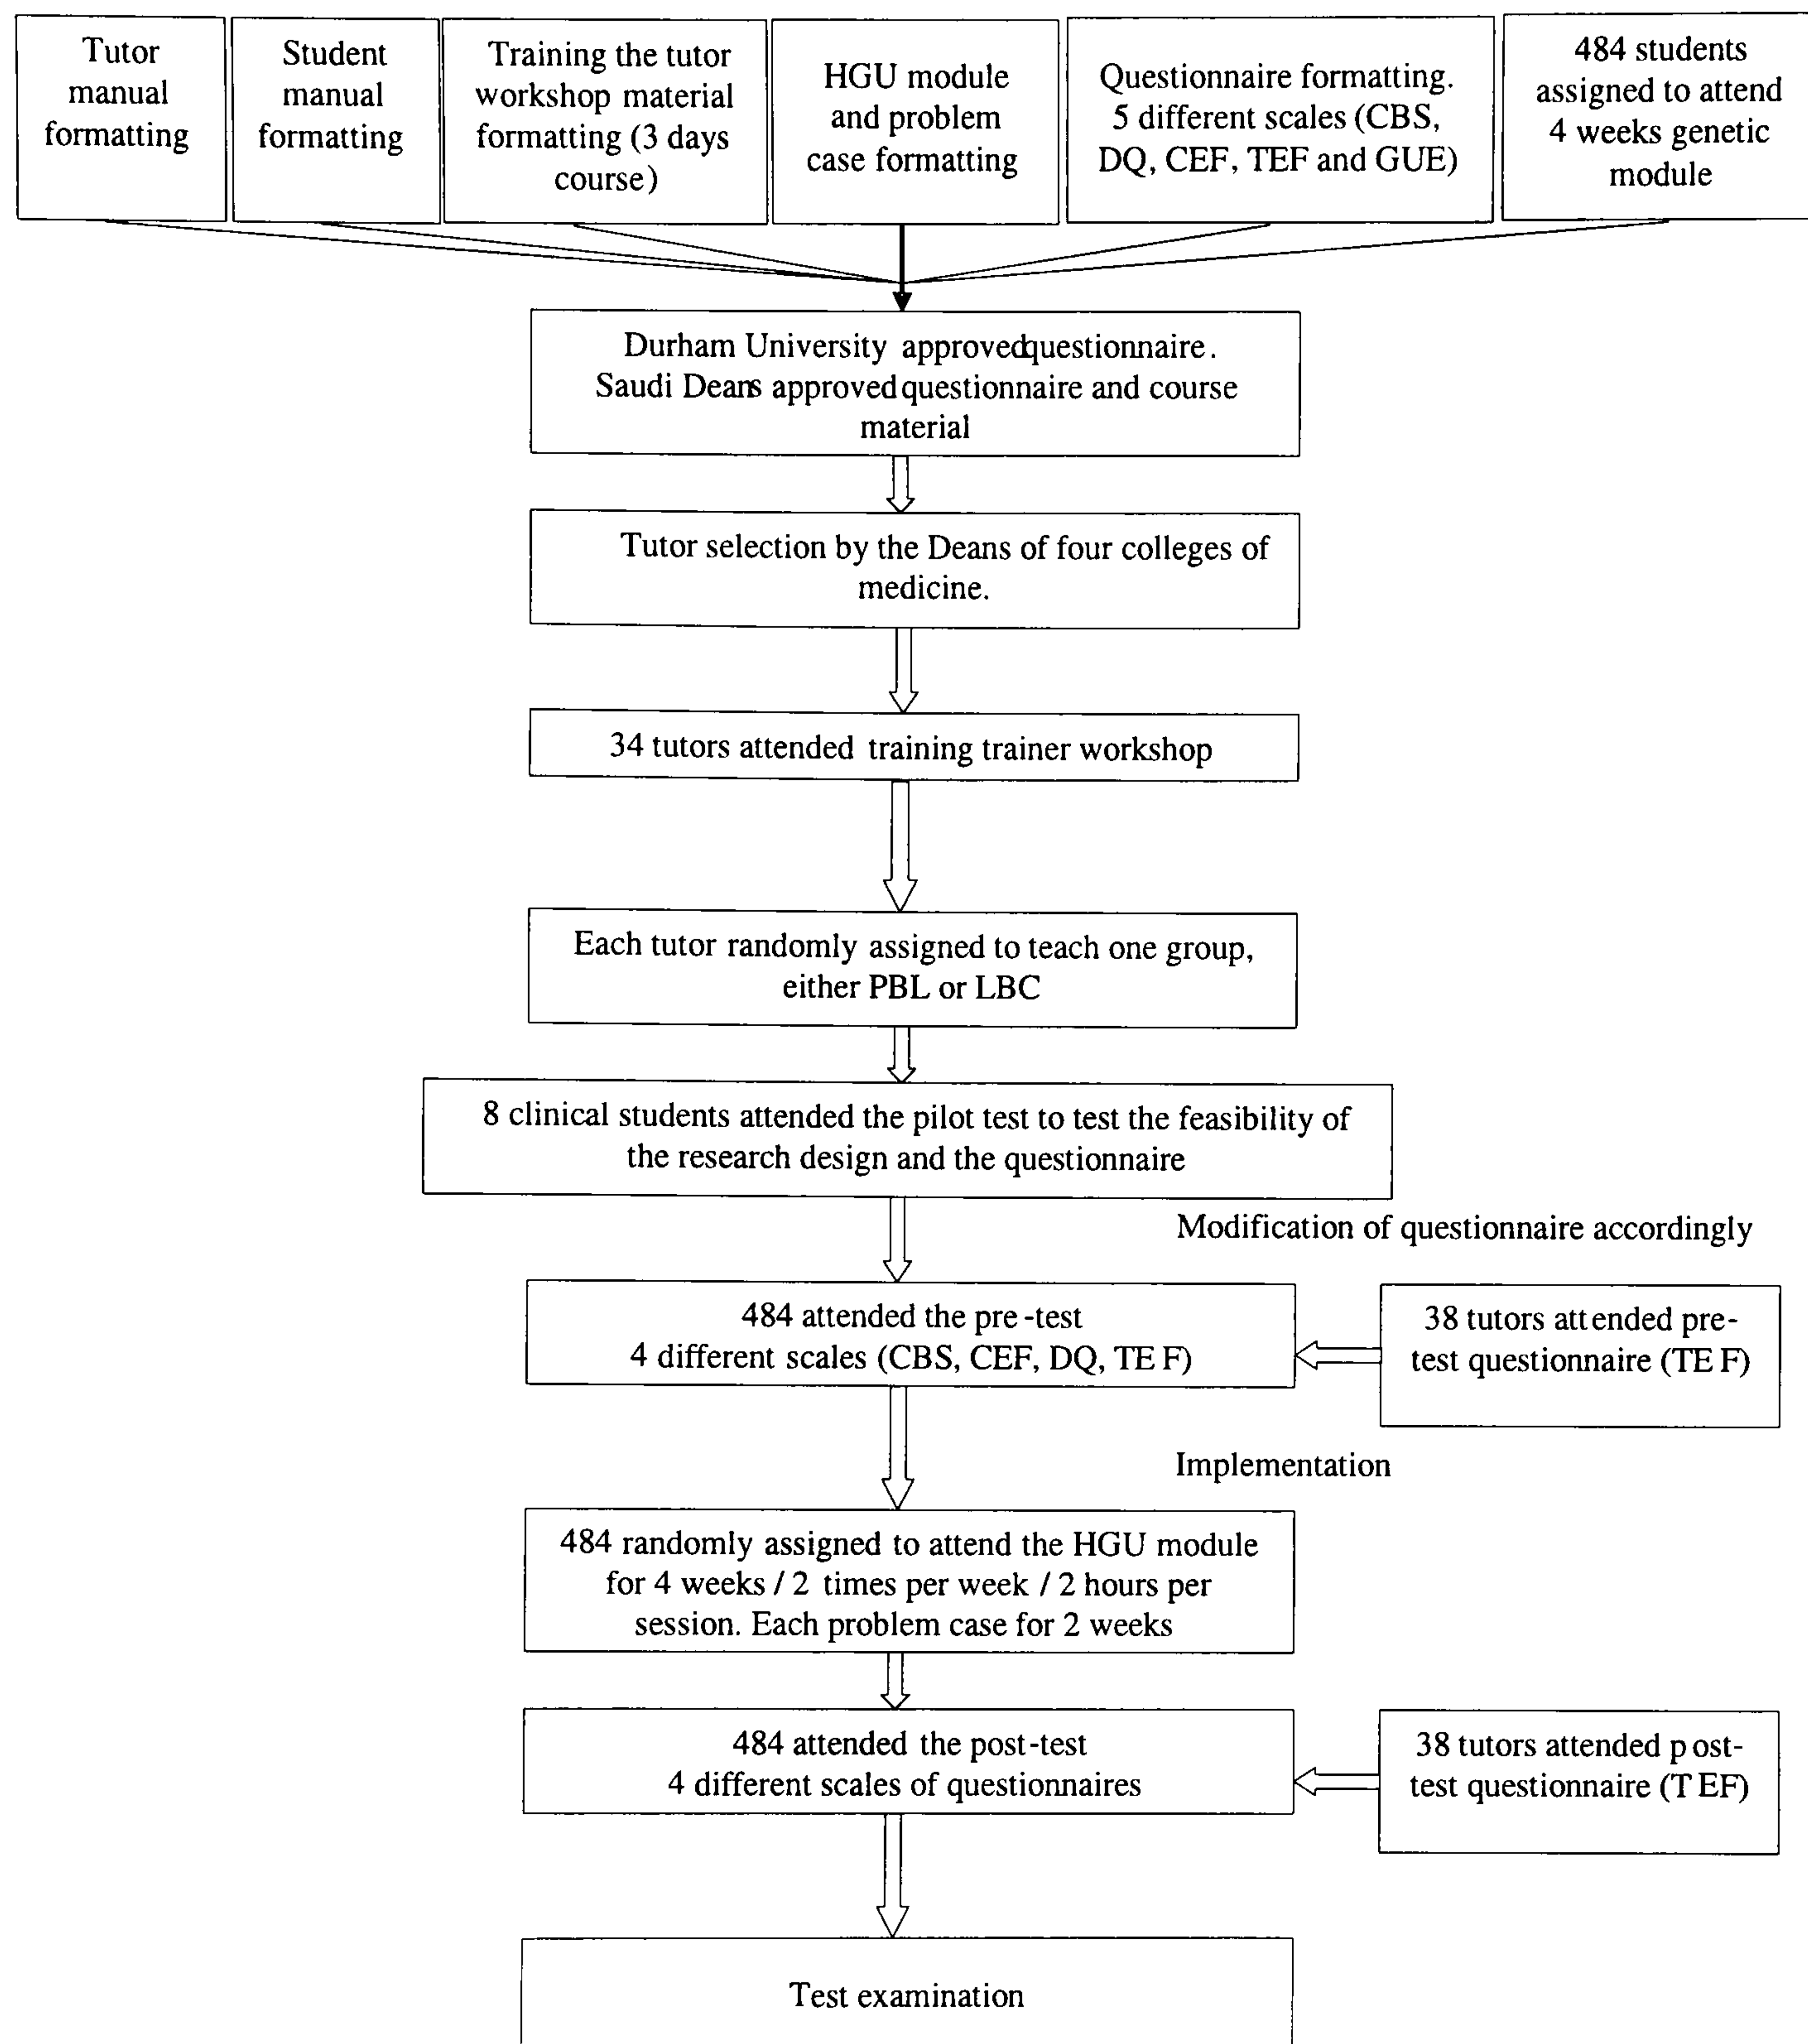 Tutor
manual
formatting
Student
manual
formatting
Training the tutor
workshop material
formatting (3 days
course)
HGU module
and problem
case formatting
Questionnaire formatting.
5 different scales (CBS,
DQ, CEF, TEF and GUE)
484 students
assigned to attend
4 weeks genetic
module
Durham University approvedquestionnaire.
Saudi Deans approved questionnaire and course
material
Tutor selection by the Deans of four colleges of
medicine.
34 tutors attended training trainer workshop
Each tutor randomly assigned to teach one group,
either PBL or LBC
8 clinical students attended the pilot test to test the feasibility of
the research design and the questionnaire
Modification of questionnaire accordingly
484 attended the pre-test
4 different scales (CBS, CEF, DQ, TEF)
38 tutors attended pre-
test questionnaire (TEF)
Implementation
484 randomly assigned to attend the HGU module
for 4 weeks / 2 times per week / 2 hours per
session. Each problem case for 2 weeks
484 attended the post-test
4 different scales of questionnaires
38 tutors attended post-
test questionnaire (TEF)
Test examination